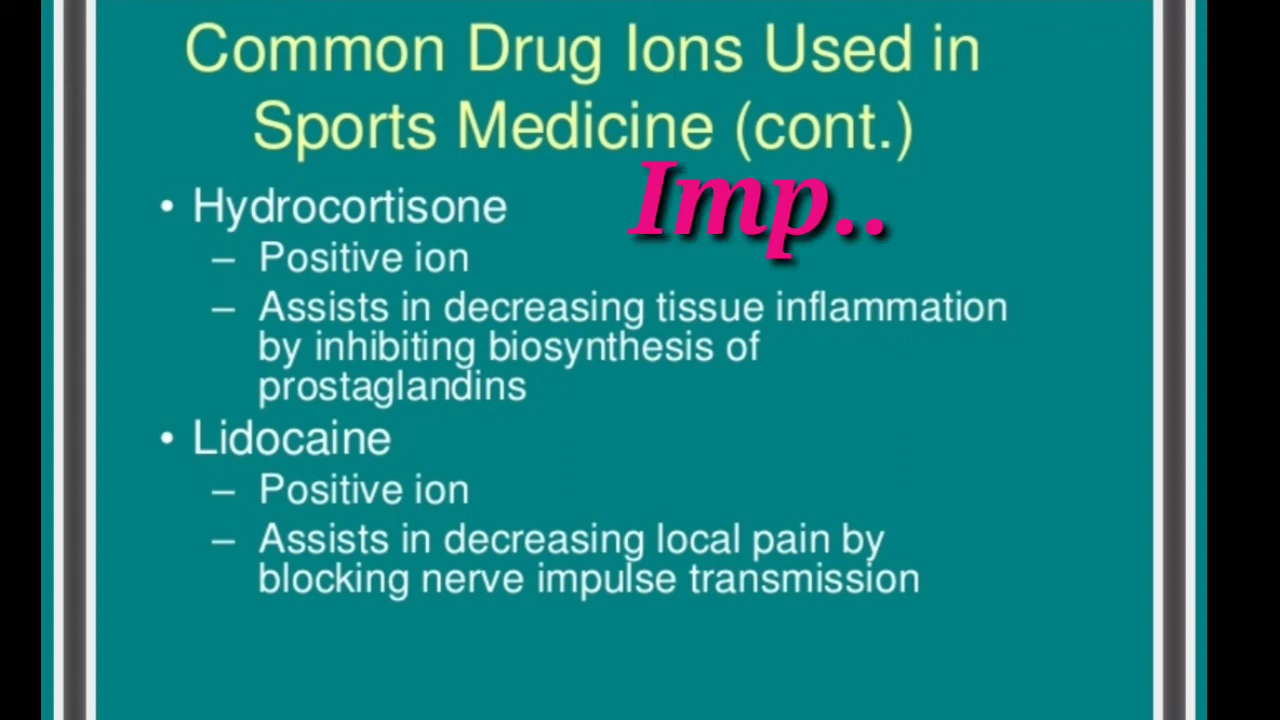 Common Drug Ions Used in
Sports Medicine (cont.)
Imp..
• Hydrocortisone
– Positive ion
– Assists in decreasing tissue inflammation
by inhibiting biosynthesis of
prostaglandins
• Lidocaine
– Positive ion
– Assists in decreasing local pain by
blocking nerve impulse transmission